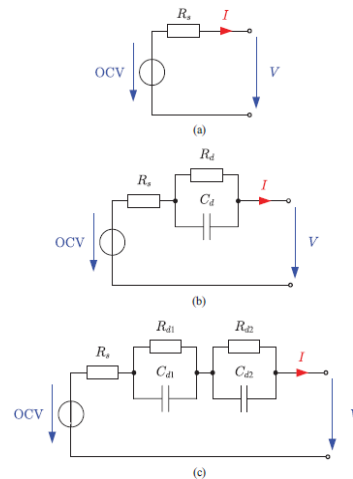 R_s I
OCV V
(a)
R_d
R_s C_d I
OCV V
(b)
R_d1 R_d2
R_s C_d1 C_d2 I
OCV
(c)